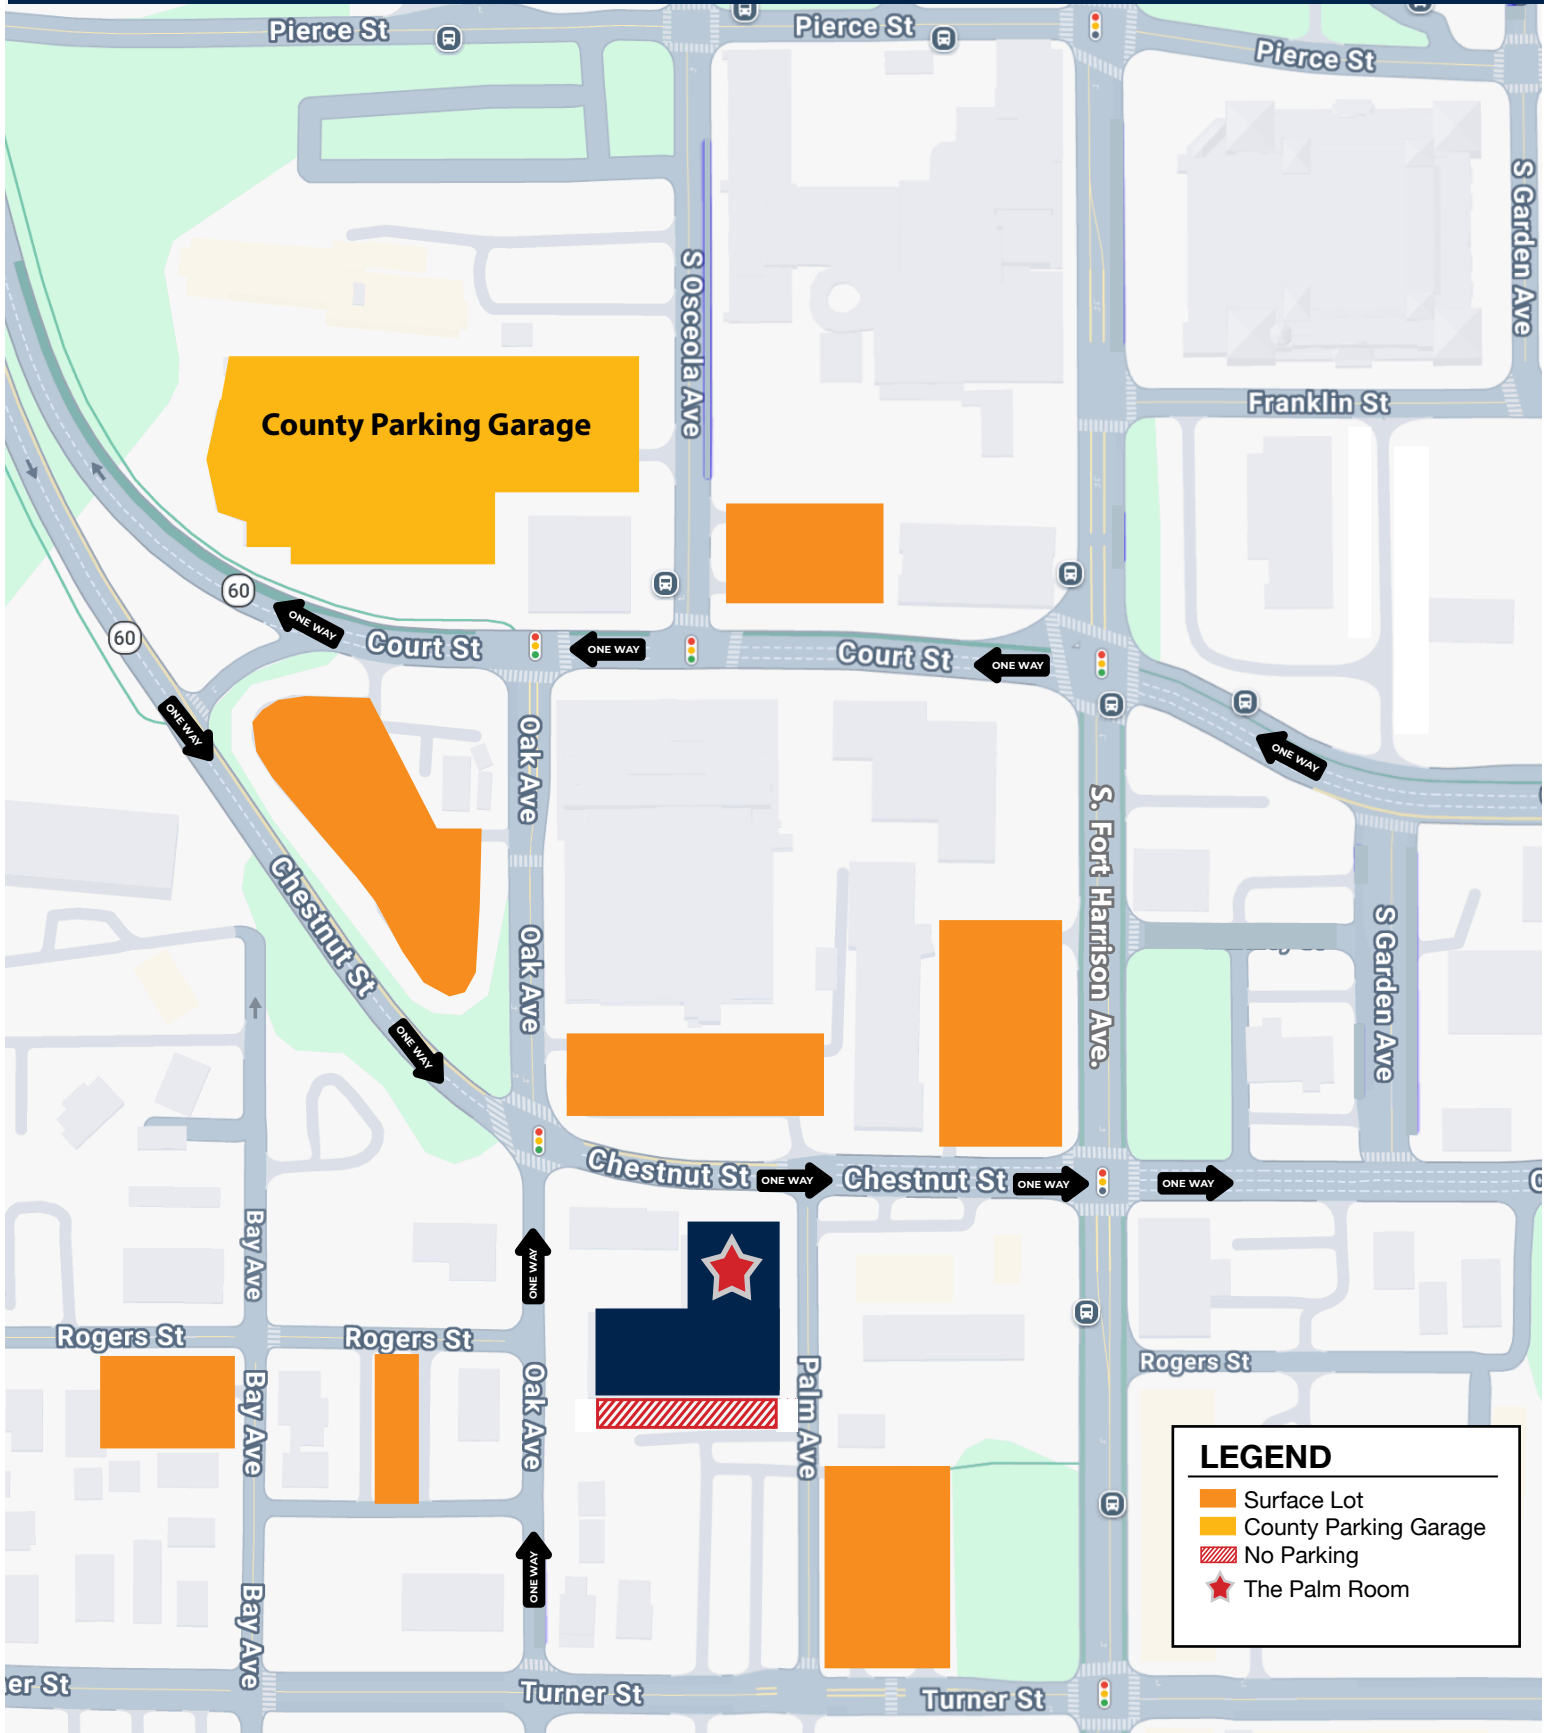 Pierce St
Pierce St
Pierce St
S Garden Ave
S Osceola Ave
Franklin St
County Parking Garage
60
60
ONE WAY
Court St
ONE WAY
Court St
ONE WAY
ONE WAY
ONE WAY
Oak Ave
S. Fort Harrison Ave.
Chestnut St
Oak Ave
S Garden Ave
ONE WAY
Chestnut St
ONE WAY
Chestnut St
ONE WAY
ONE WAY
C
Bay Ave
ONE WAY
Rogers St
Rogers St
Rogers St
Bay Ave
Oak Ave
Palm Ave
LEGEND
Surface Lot
County Parking Garage
No Parking
The Palm Room
ONE WAY
Bay Ave
er St
Turner St
Turner St